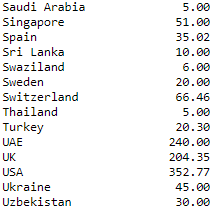 Saudi Arabia 5.00
Singapore 51.00
Spain 35.02
Sri Lanka 10.00
Swaziland 6.00
Sweden 20.00
Switzerland 66.46
Thailand 5.00
Turkey 20.30
UAE 240.00
UK 204.35
USA 352.77
Ukraine 45.00
Uzbekistan 30.00